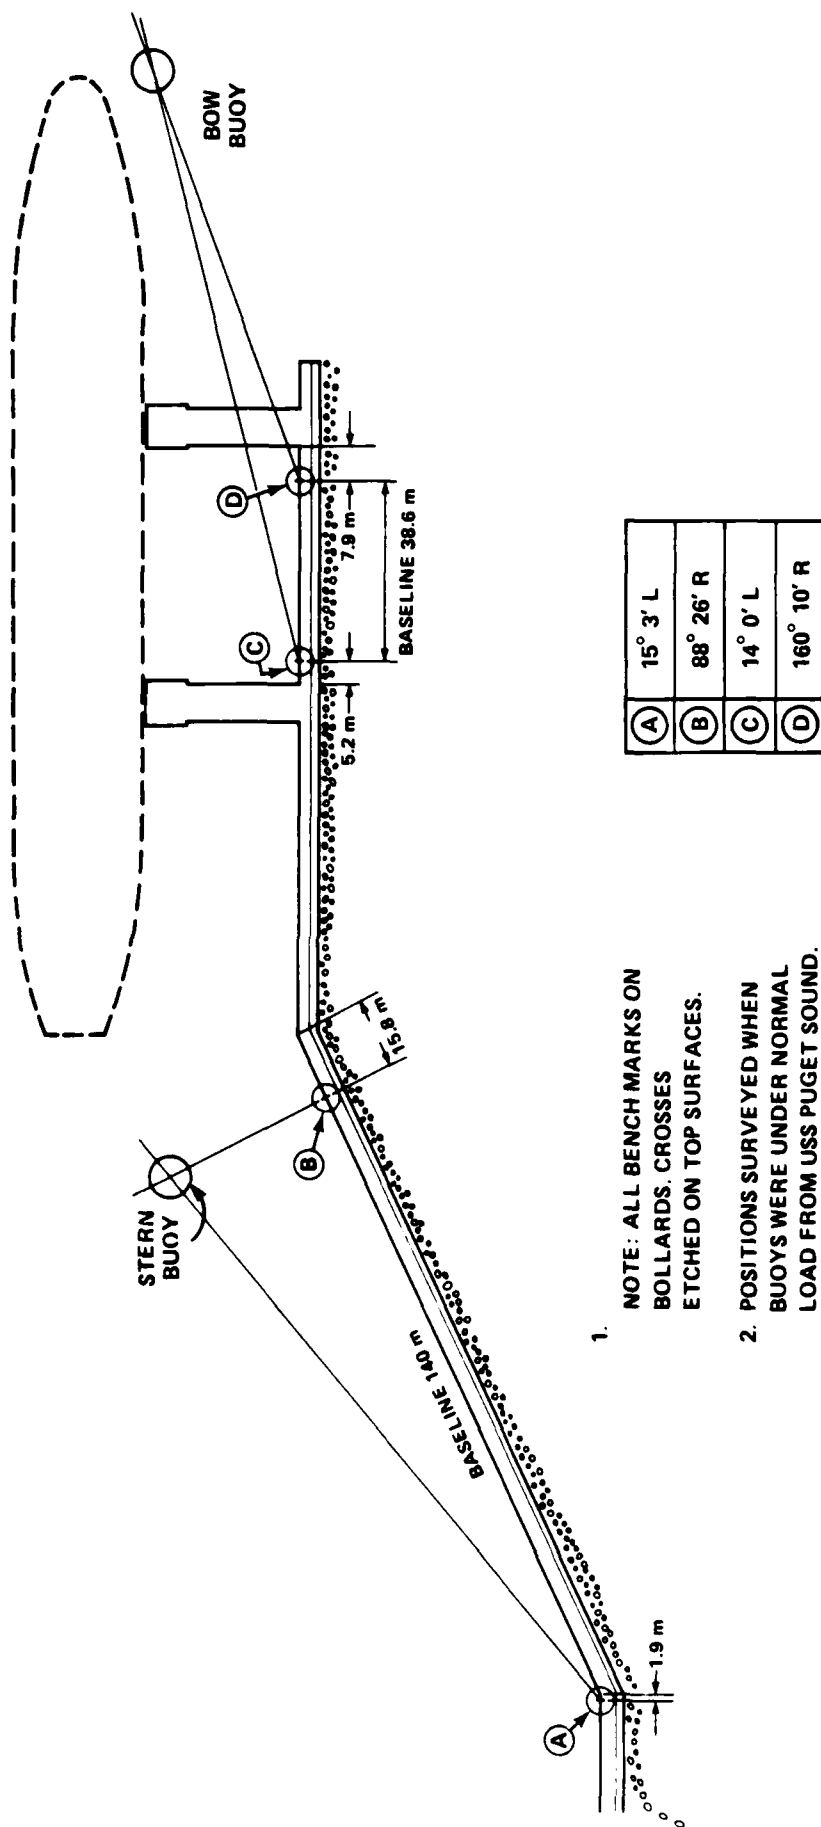 BOW
BUOY
STERN
BUOY
D
C
B
A
7.9 m
5.2 m
BASELINE 38.6 m
15.8 m
BASELINE 140 m
1.9 m
A 15° 3' L
B 88° 26' R
C 14° 0' L
D 160° 10' R
1. NOTE: ALL BENCH MARKS ON
BOLLARDS. CROSSES
ETCHED ON TOP SURFACES.
2. POSITIONS SURVEYED WHEN
BUOYS WERE UNDER NORMAL
LOAD FROM USS PUGET SOUND.